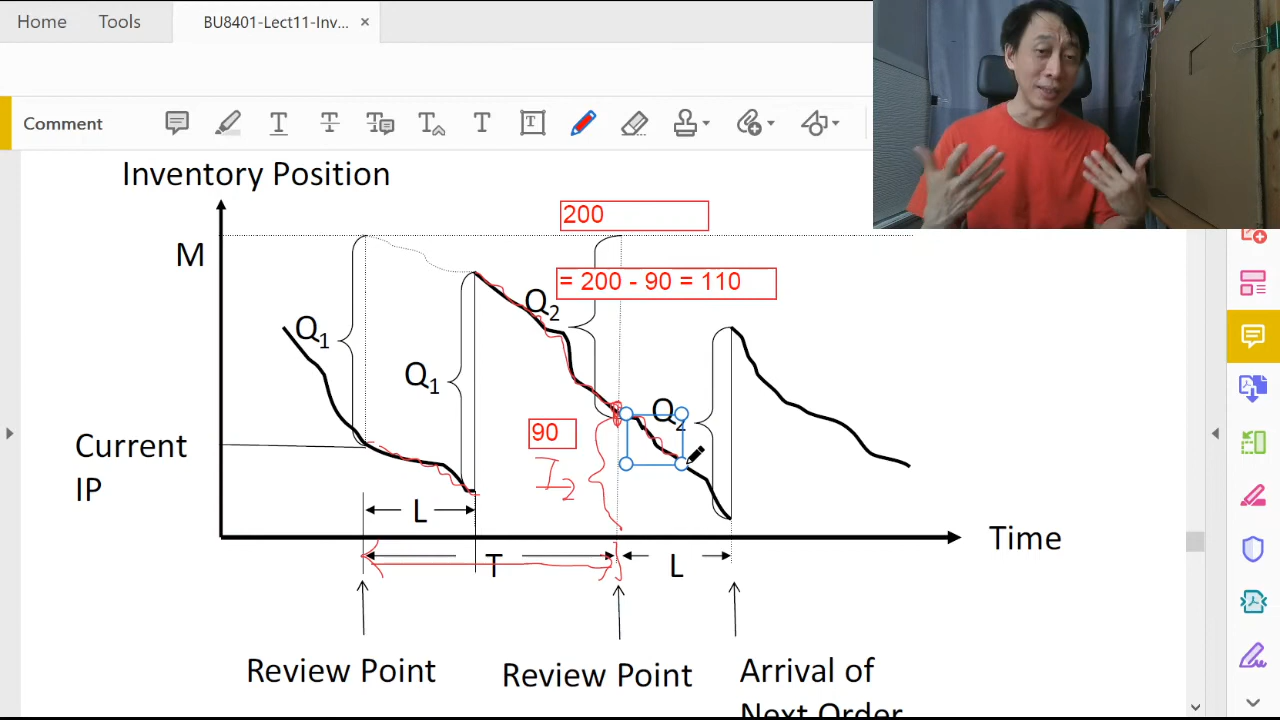 Home
Tools
BU8401-Lect11-Inv...
×
Comment
Inventory Position
200
M
= 200 - 90 = 110
Q2
Q1
Q1
Q2
90
Current
IP
I2
L
Time
T
L
Review Point
Review Point
Arrival of
Next Order